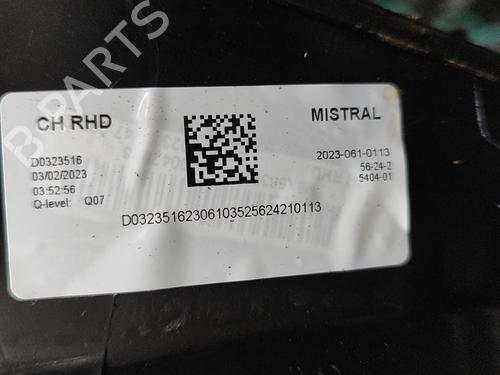 CH RHD
MISTRAL
D0323516
03/02/2023
03:52:56
Q-level: Q07
2023-061-0113
56-24-2
5404-01
D03235162306103525624210113
B PARTS